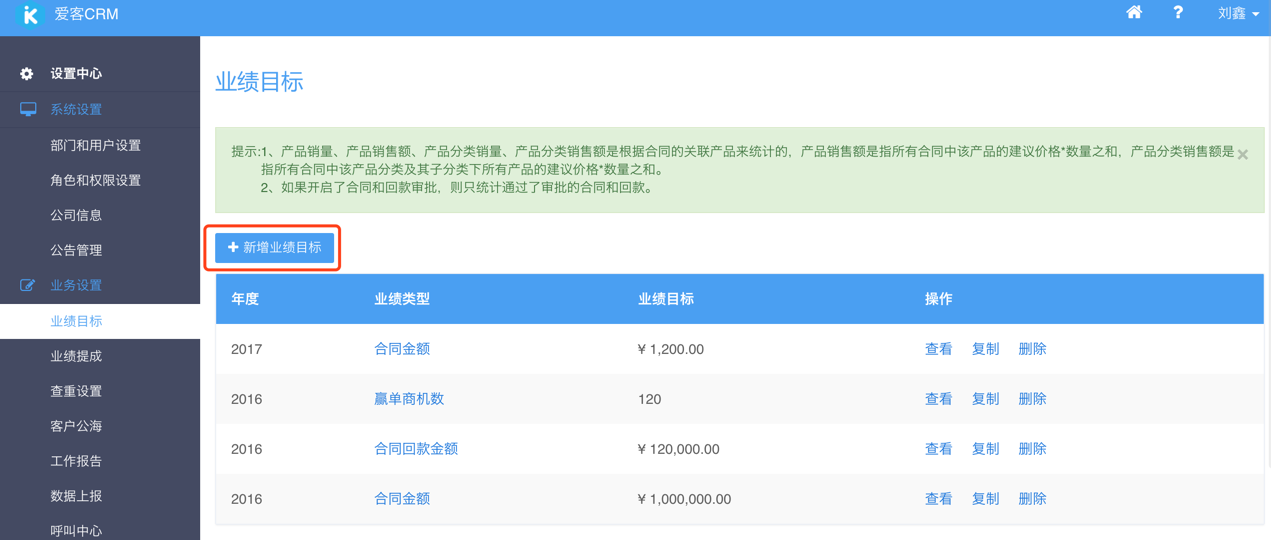 爱客CRM
? 刘鑫
设置中心
系统设置
部门和用户设置
角色和权限设置
公司信息
公告管理
业务设置
业绩目标
业绩提成
查重设置
客户公海
工作报告
数据上报
呼叫中心
业绩目标
提示:1、产品销量、产品销售额、产品分类销量、产品分类销售额是根据合同的关联产品来统计的，产品销售额是指所有合同中该产品的建议价格*数量之和，产品分类销售额是
指所有合同中该产品分类及其子分类下所有产品的建议价格*数量之和。
2、如果开启了合同和回款审批，则只统计通过了审批的合同和回款。
×
+ 新增业绩目标
年度 业绩类型 业绩目标 操作
2017 合同金额 ¥ 1,200.00 查看 复制 删除
2016 赢单商机数 120 查看 复制 删除
2016 合同回款金额 ¥ 120,000.00 查看 复制 删除
2016 合同金额 ¥ 1,000,000.00 查看 复制 删除